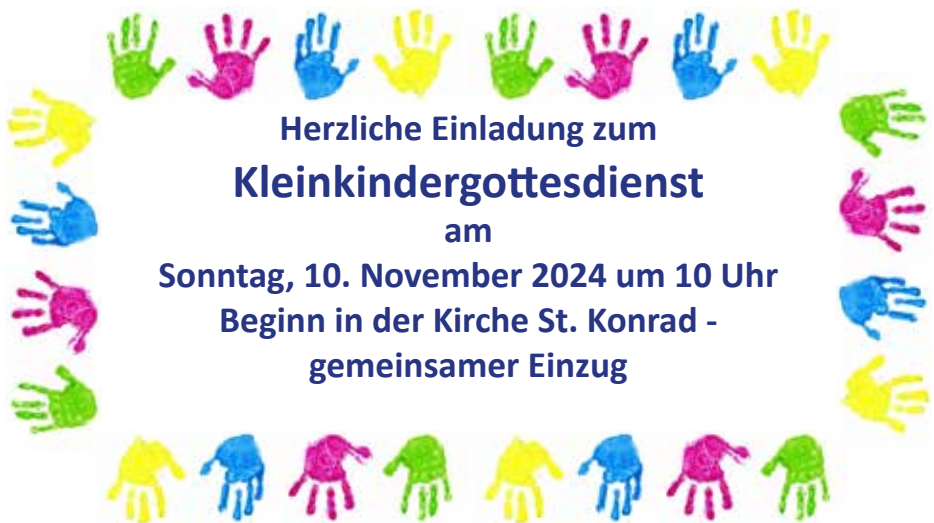 Herzliche Einladung zum
Kleinkindergottesdienst
am
Sonntag, 10. November 2024 um 10 Uhr
Beginn in der Kirche St. Konrad -
gemeinsamer Einzug